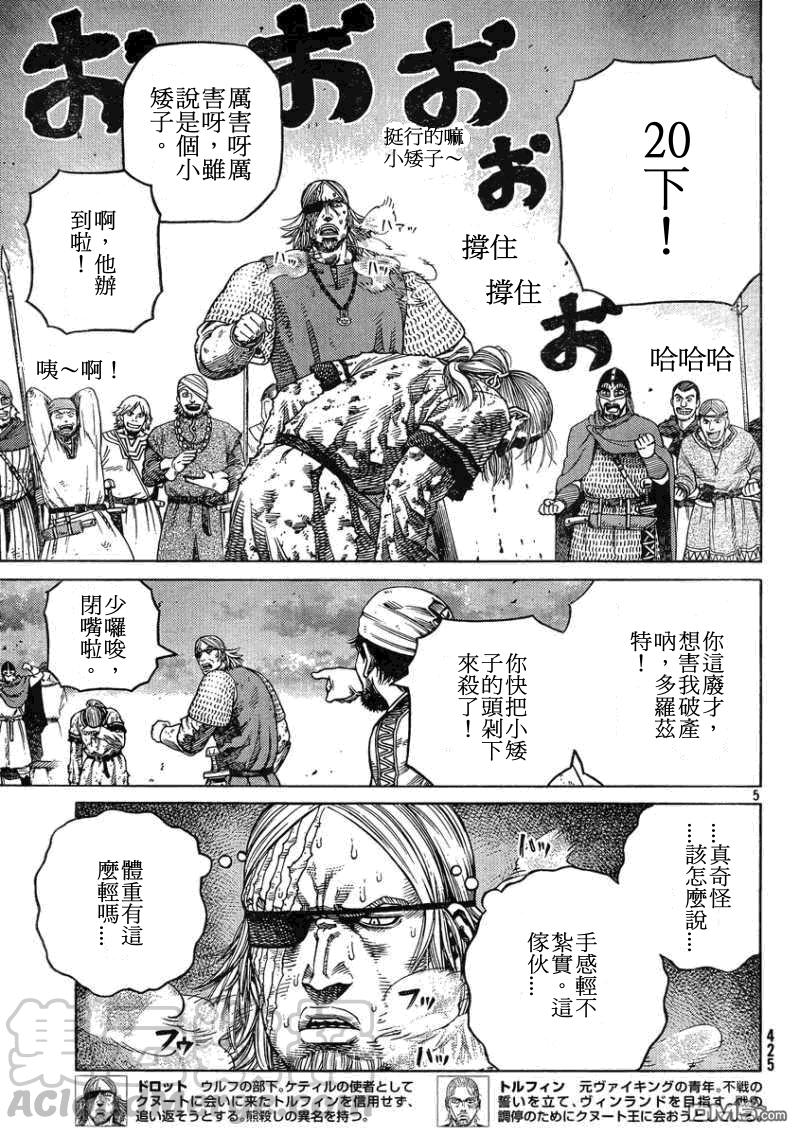 20
下！
おおおおお
挺行的嘛
小矮子～
厲害呀厲
害呀，雖
說是個小
矮子。
啊，他辦
到啦！
撐住
撐住
ハァッ
ハァッ
咦～啊！
哈哈哈
你這廢才，
想害我破產
吶，多羅茲
特！
你快把小矮
子的頭剁下
來殺了！
少囉唆，
閉嘴啦。
5
……真奇怪
……該怎麼說
……
手感輕不
紮實。這
傢伙……
體重有這
麼輕嗎……
フゥッ
フゥ
425
ドロット　ウルフの部下。ケティルの使者として
クヌートに会いに来たトルフィンを信用せず、
追い返そうとする。熊殺しの異名を持つ。
トルフィン　元ヴァイキングの青年。不戦の
誓いを立て、ヴィンランドを目指す。
調停のためにクヌート王に会おうと
DM5.COM